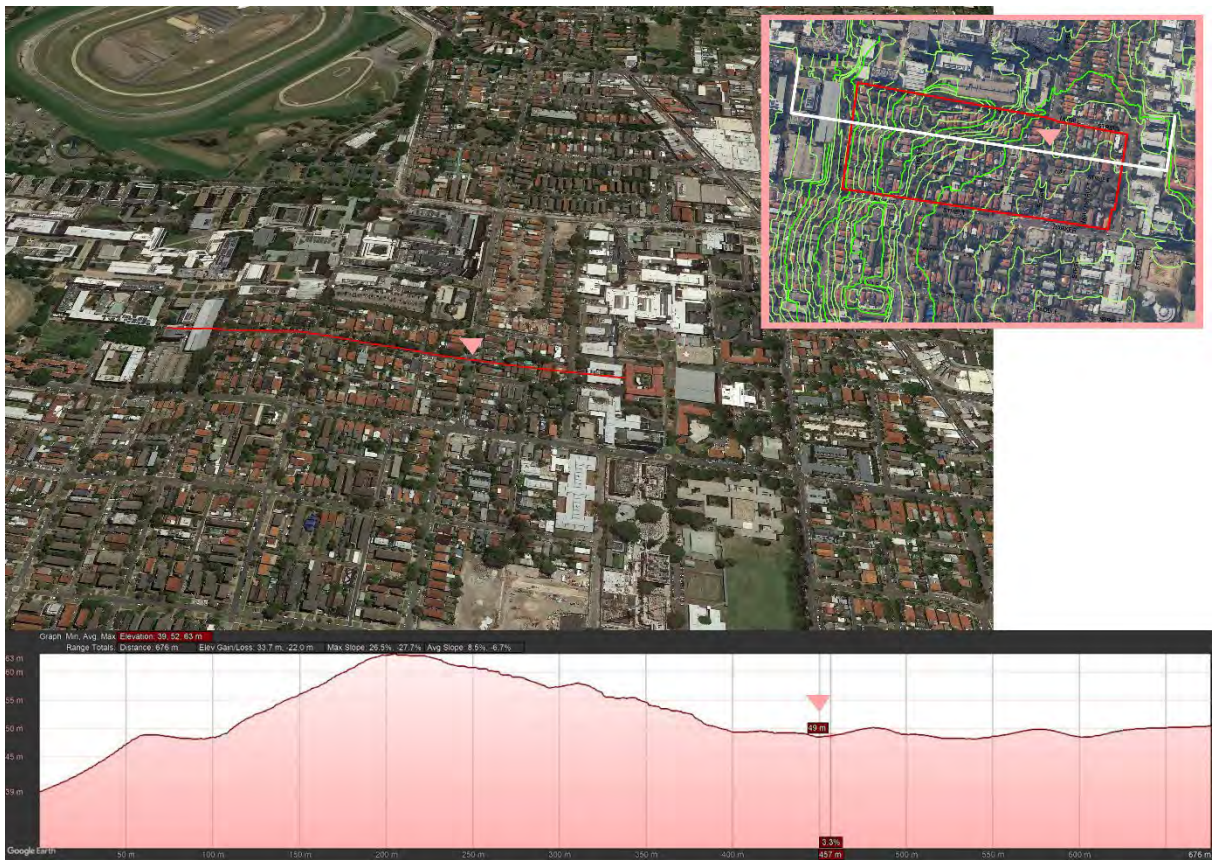 Graph: Min, Avg, Max Elevation: 39, 52, 63 m
Range Totals: Distance: 676 m Elev Gain/Loss: 33.7 m, -22.0 m Max Slope: 26.5%, -27.7% Avg Slope: 8.5%, -6.7%
63 m
60 m
55 m
50 m
45 m
39 m
49 m
3.3%
Google Earth
50 m 100 m 150 m 200 m 250 m 300 m 350 m 400 m 457 m 500 m 550 m 600 m 676 m